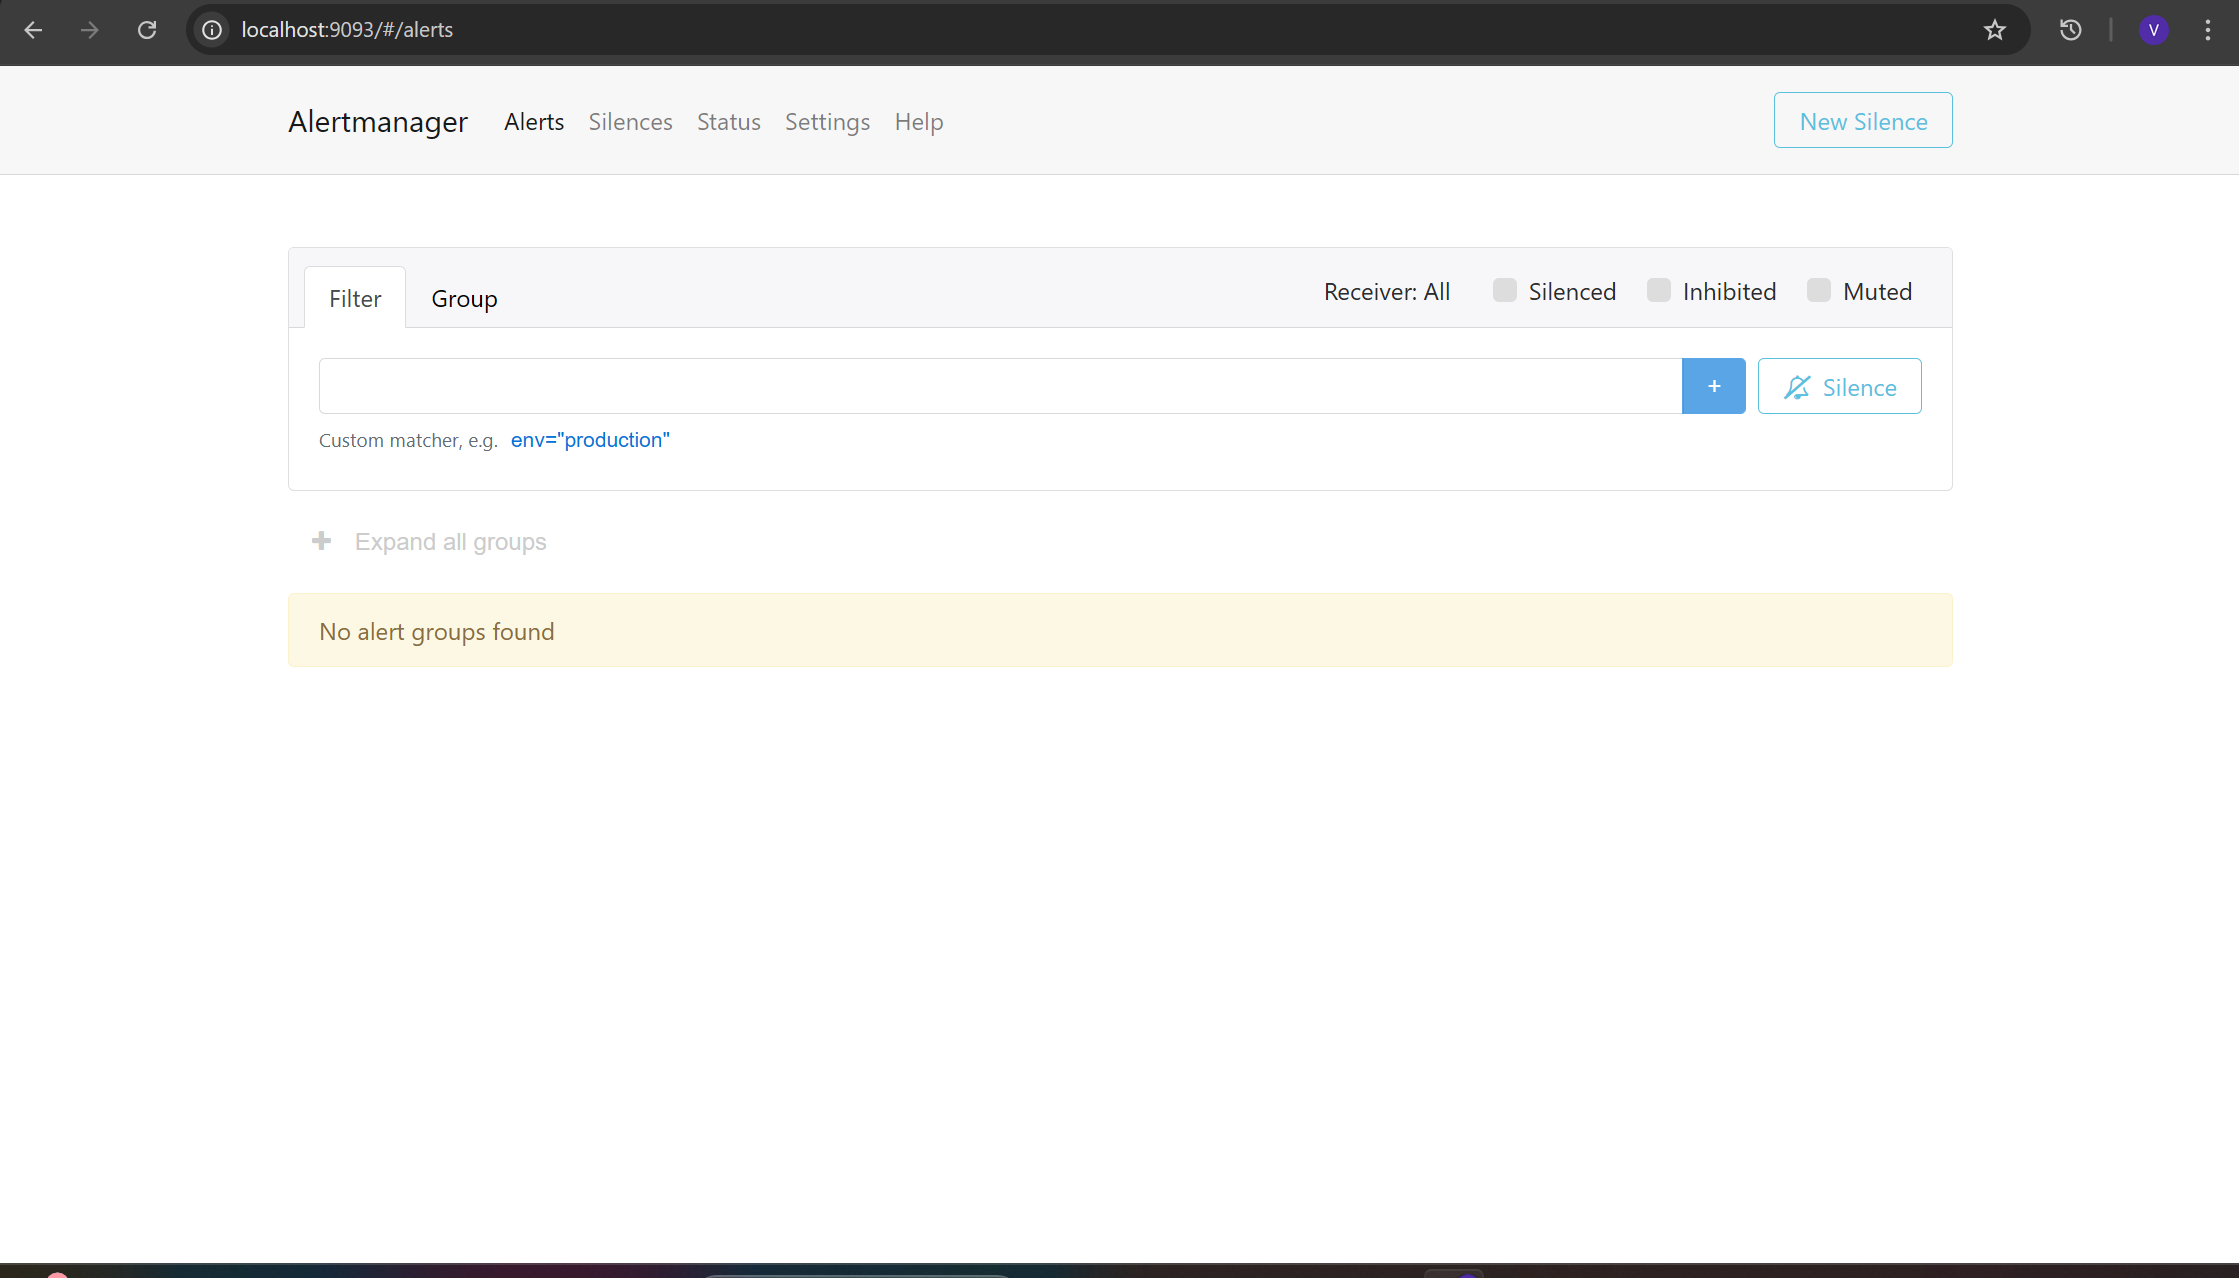 localhost:9093/#/alerts
V
Alertmanager Alerts Silences Status Settings Help New Silence
Filter Group Receiver: All Silenced Inhibited Muted
+ Silence
Custom matcher, e.g. env="production"
+ Expand all groups
No alert groups found